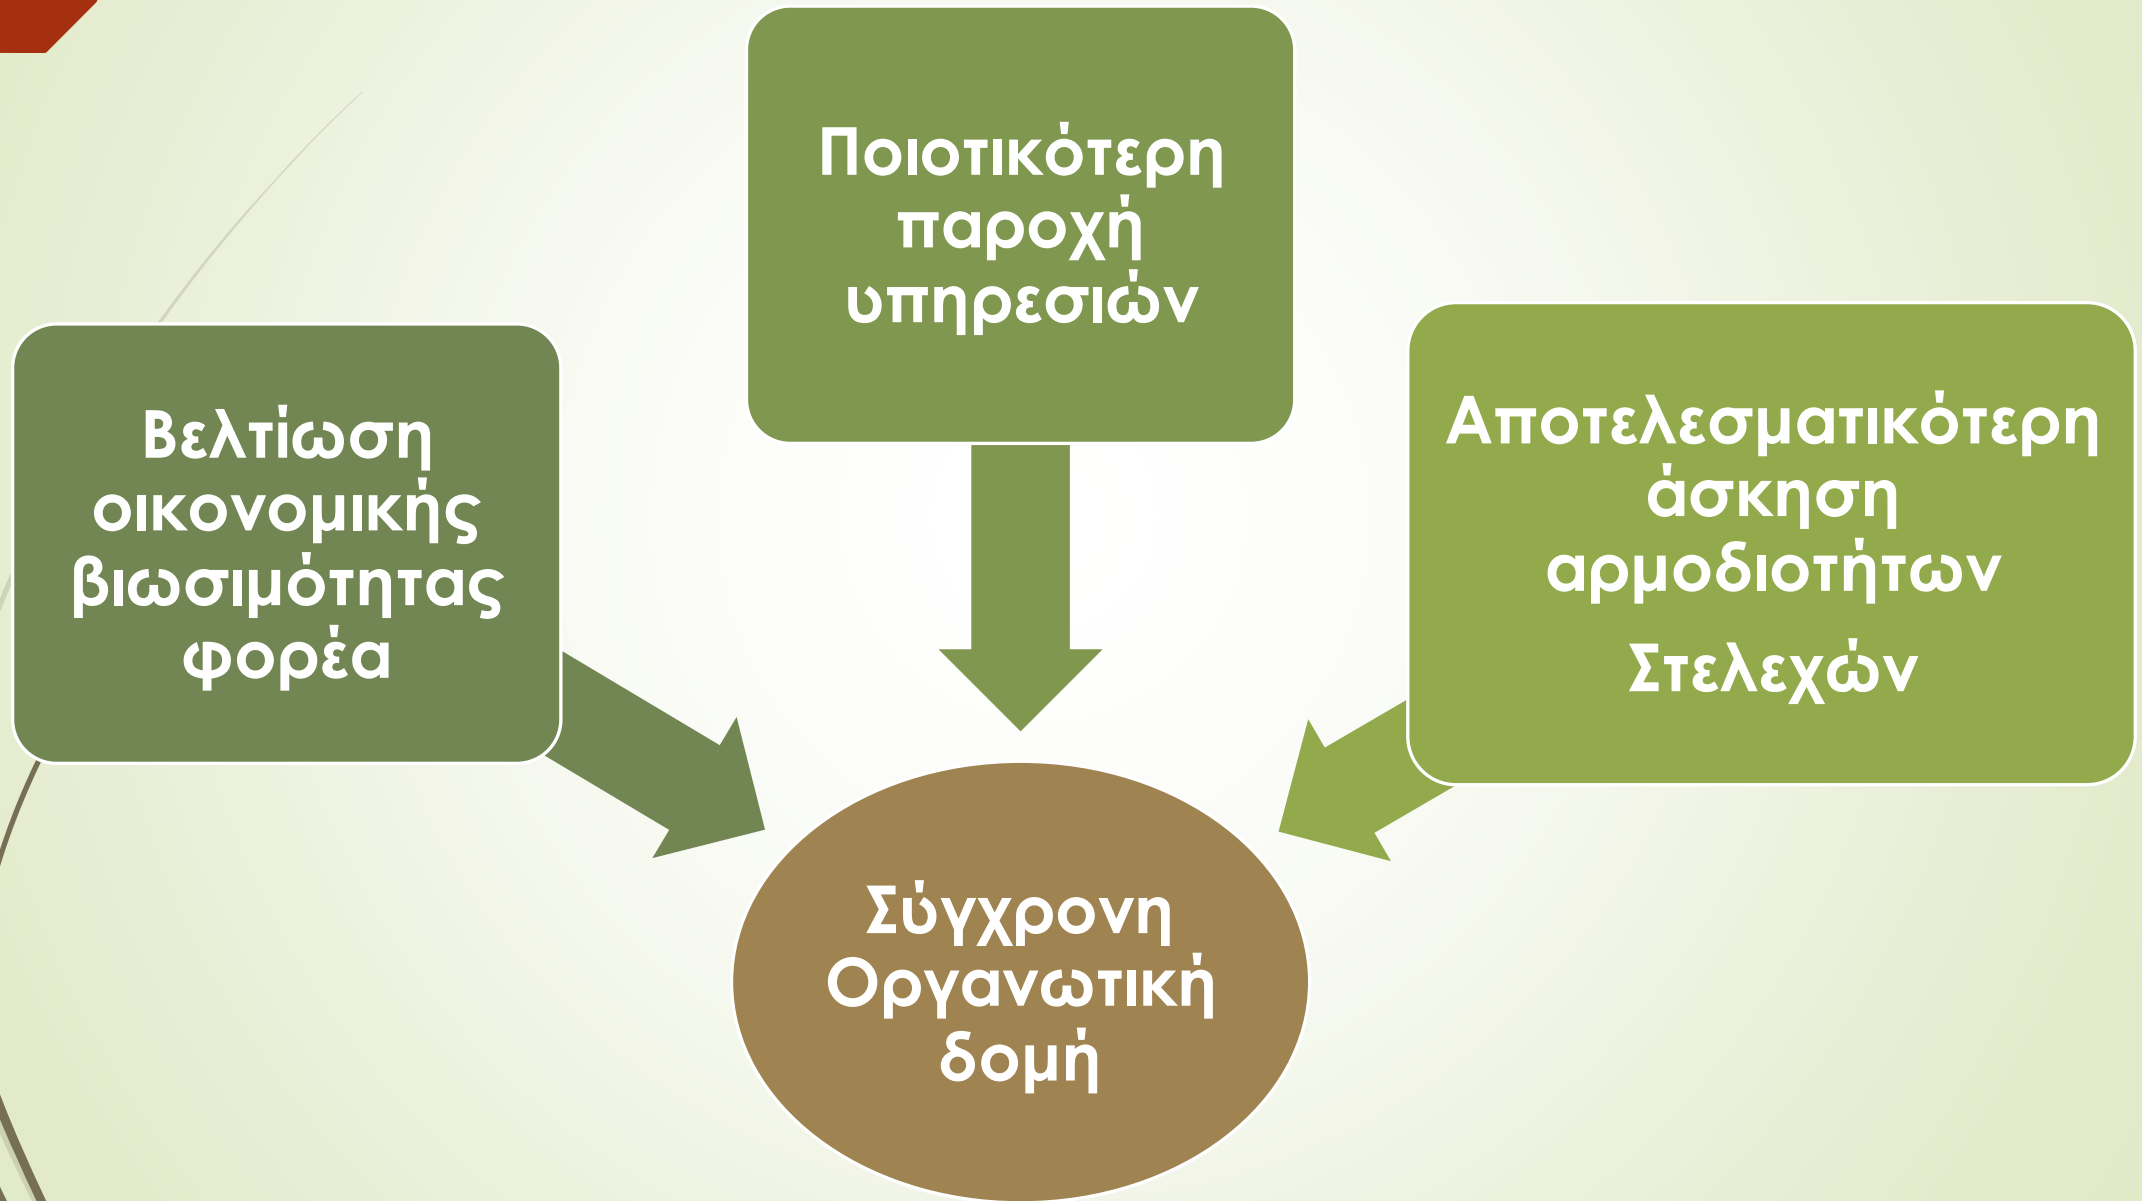 Ποιοτικότερη
παροχή
υπηρεσιών
Βελτίωση
οικονομικής
βιωσιμότητας
φορέα
Αποτελεσματικότερη
άσκηση
αρμοδιοτήτων
Στελεχών
Σύγχρονη
Οργανωτική
δομή